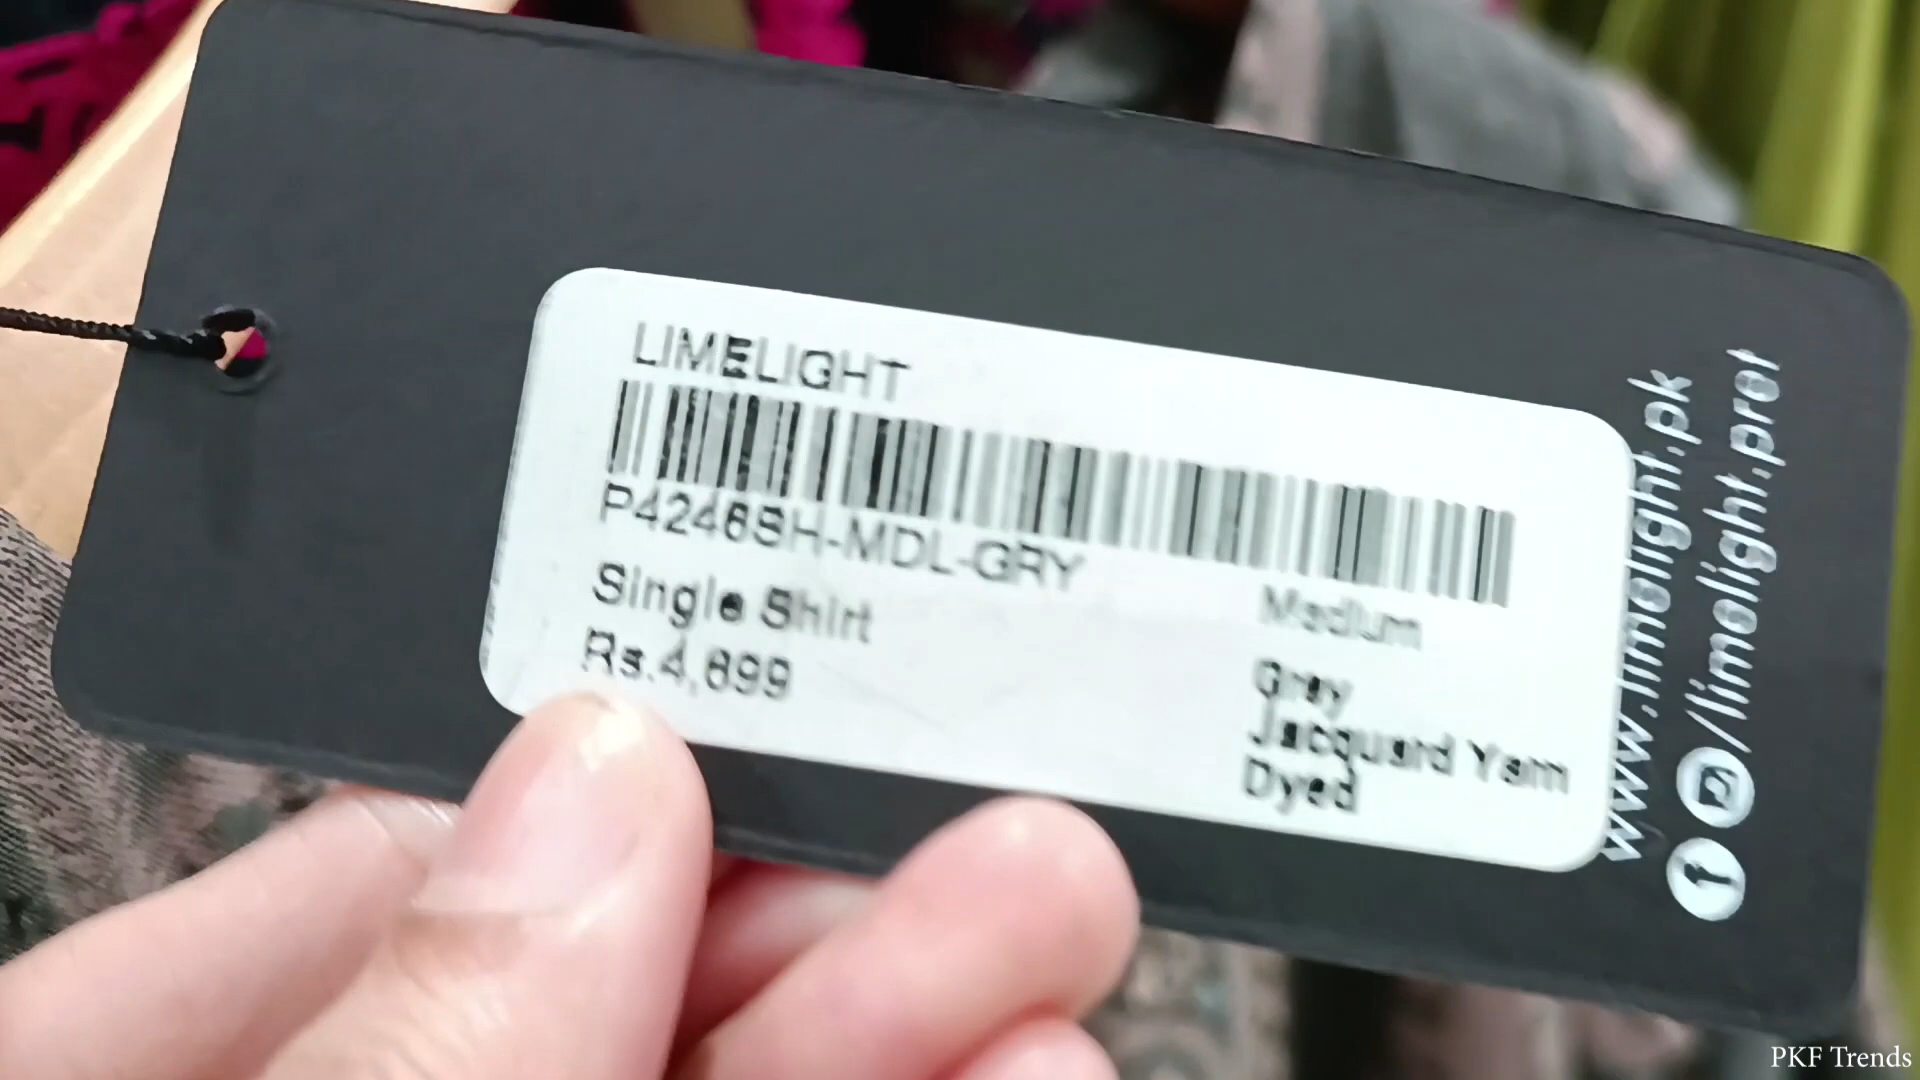 LIMELIGHT
P4246SH-MDL-GRY
Single Shirt
Medium
Rs.4,699
Grey
Jacquard Yarn
Dyed
www.limelight.pk
/limelight.pret
PKF Trends